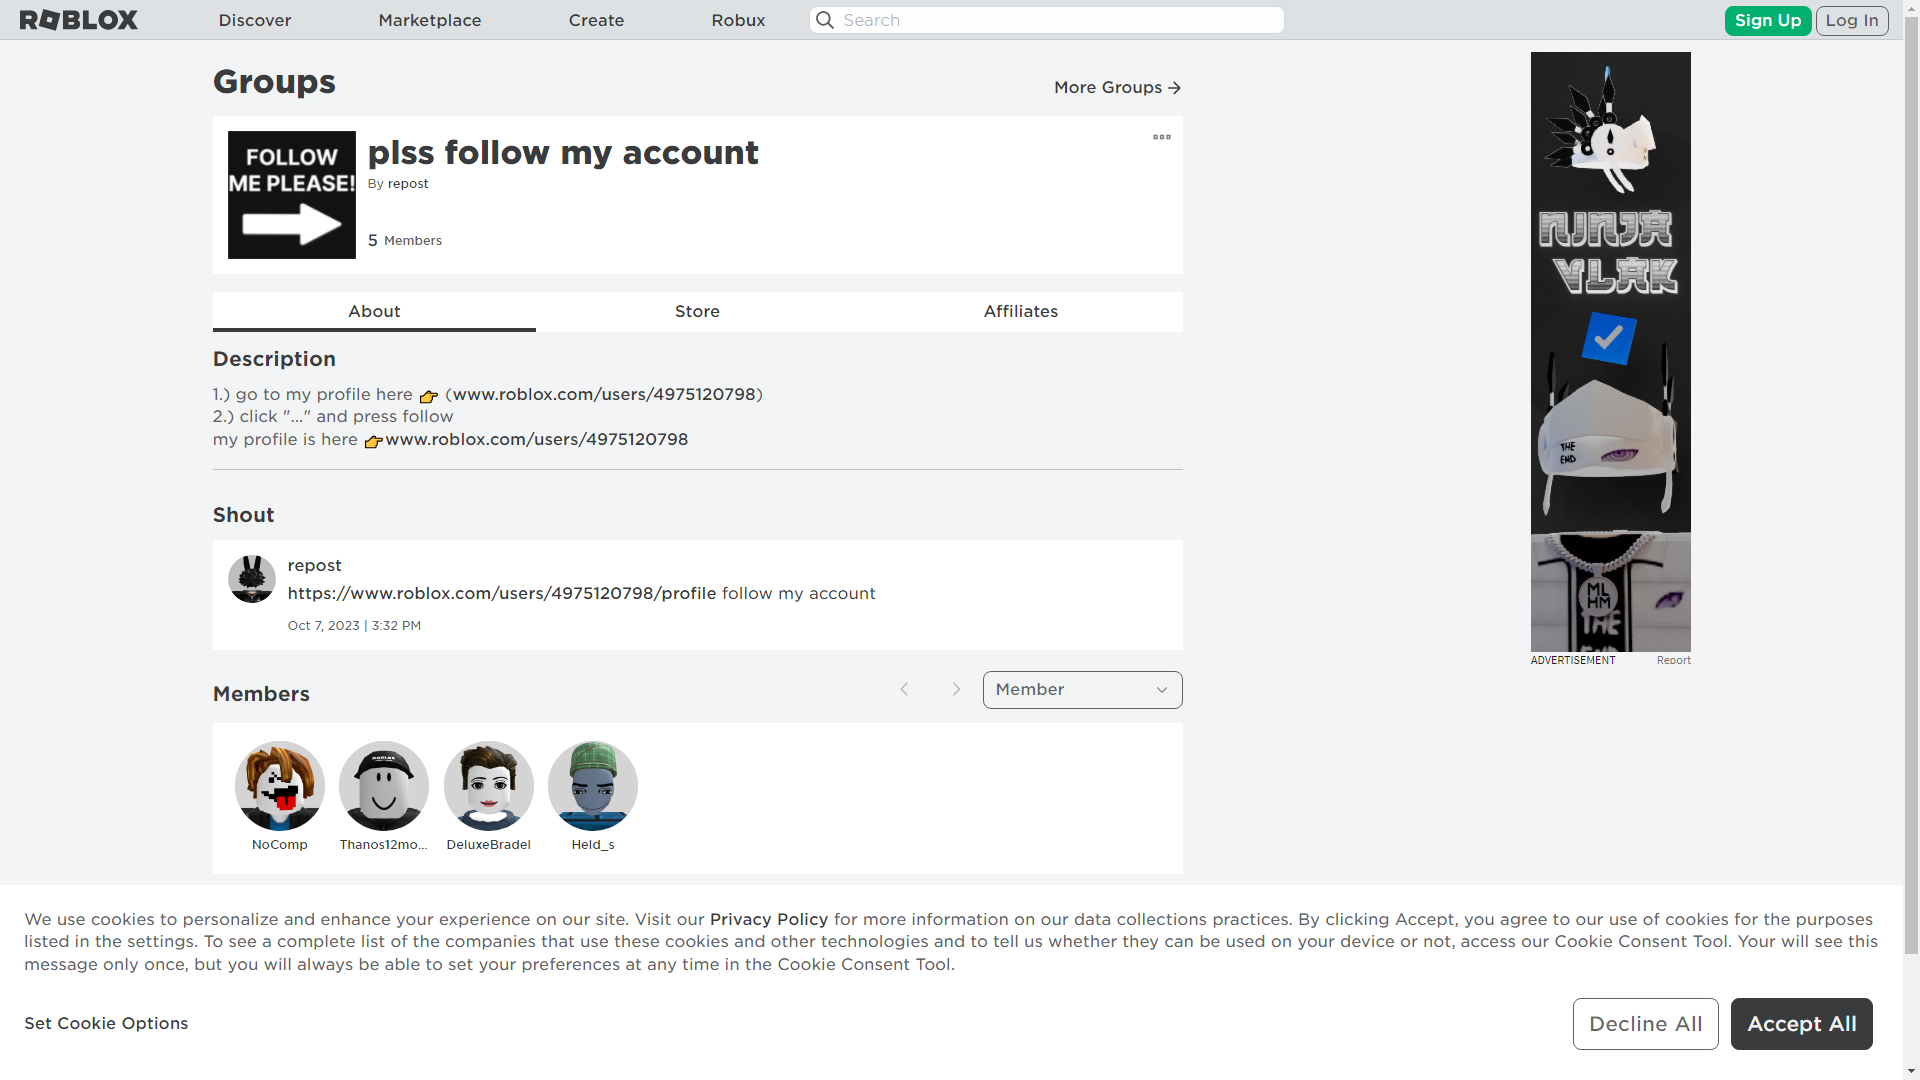 ROBLOX
Discover
Marketplace
Create
Robux
Search
Sign Up
Log In
Groups
More Groups
FOLLOW
ME PLEASE!
plss follow my account
By repost
5 Members
About
Store
Affiliates
Description
1.) go to my profile here 👉 (www.roblox.com/users/4975120798)
2.) click "..." and press follow
my profile is here 👉www.roblox.com/users/4975120798
Shout
repost
https://www.roblox.com/users/4975120798/profile follow my account
Oct 7, 2023 | 3:32 PM
Members
Member
NoComp
Thanos12mo...
DeluxeBradel
Held_s
NINJA
VLAK
THE
END
ML
HM
THE
ADVERTISEMENT
Report
We use cookies to personalize and enhance your experience on our site. Visit our Privacy Policy for more information on our data collections practices. By clicking Accept, you agree to our use of cookies for the purposes
listed in the settings. To see a complete list of the companies that use these cookies and other technologies and to tell us whether they can be used on your device or not, access our Cookie Consent Tool. Your will see this
message only once, but you will always be able to set your preferences at any time in the Cookie Consent Tool.
Set Cookie Options
Decline All
Accept All